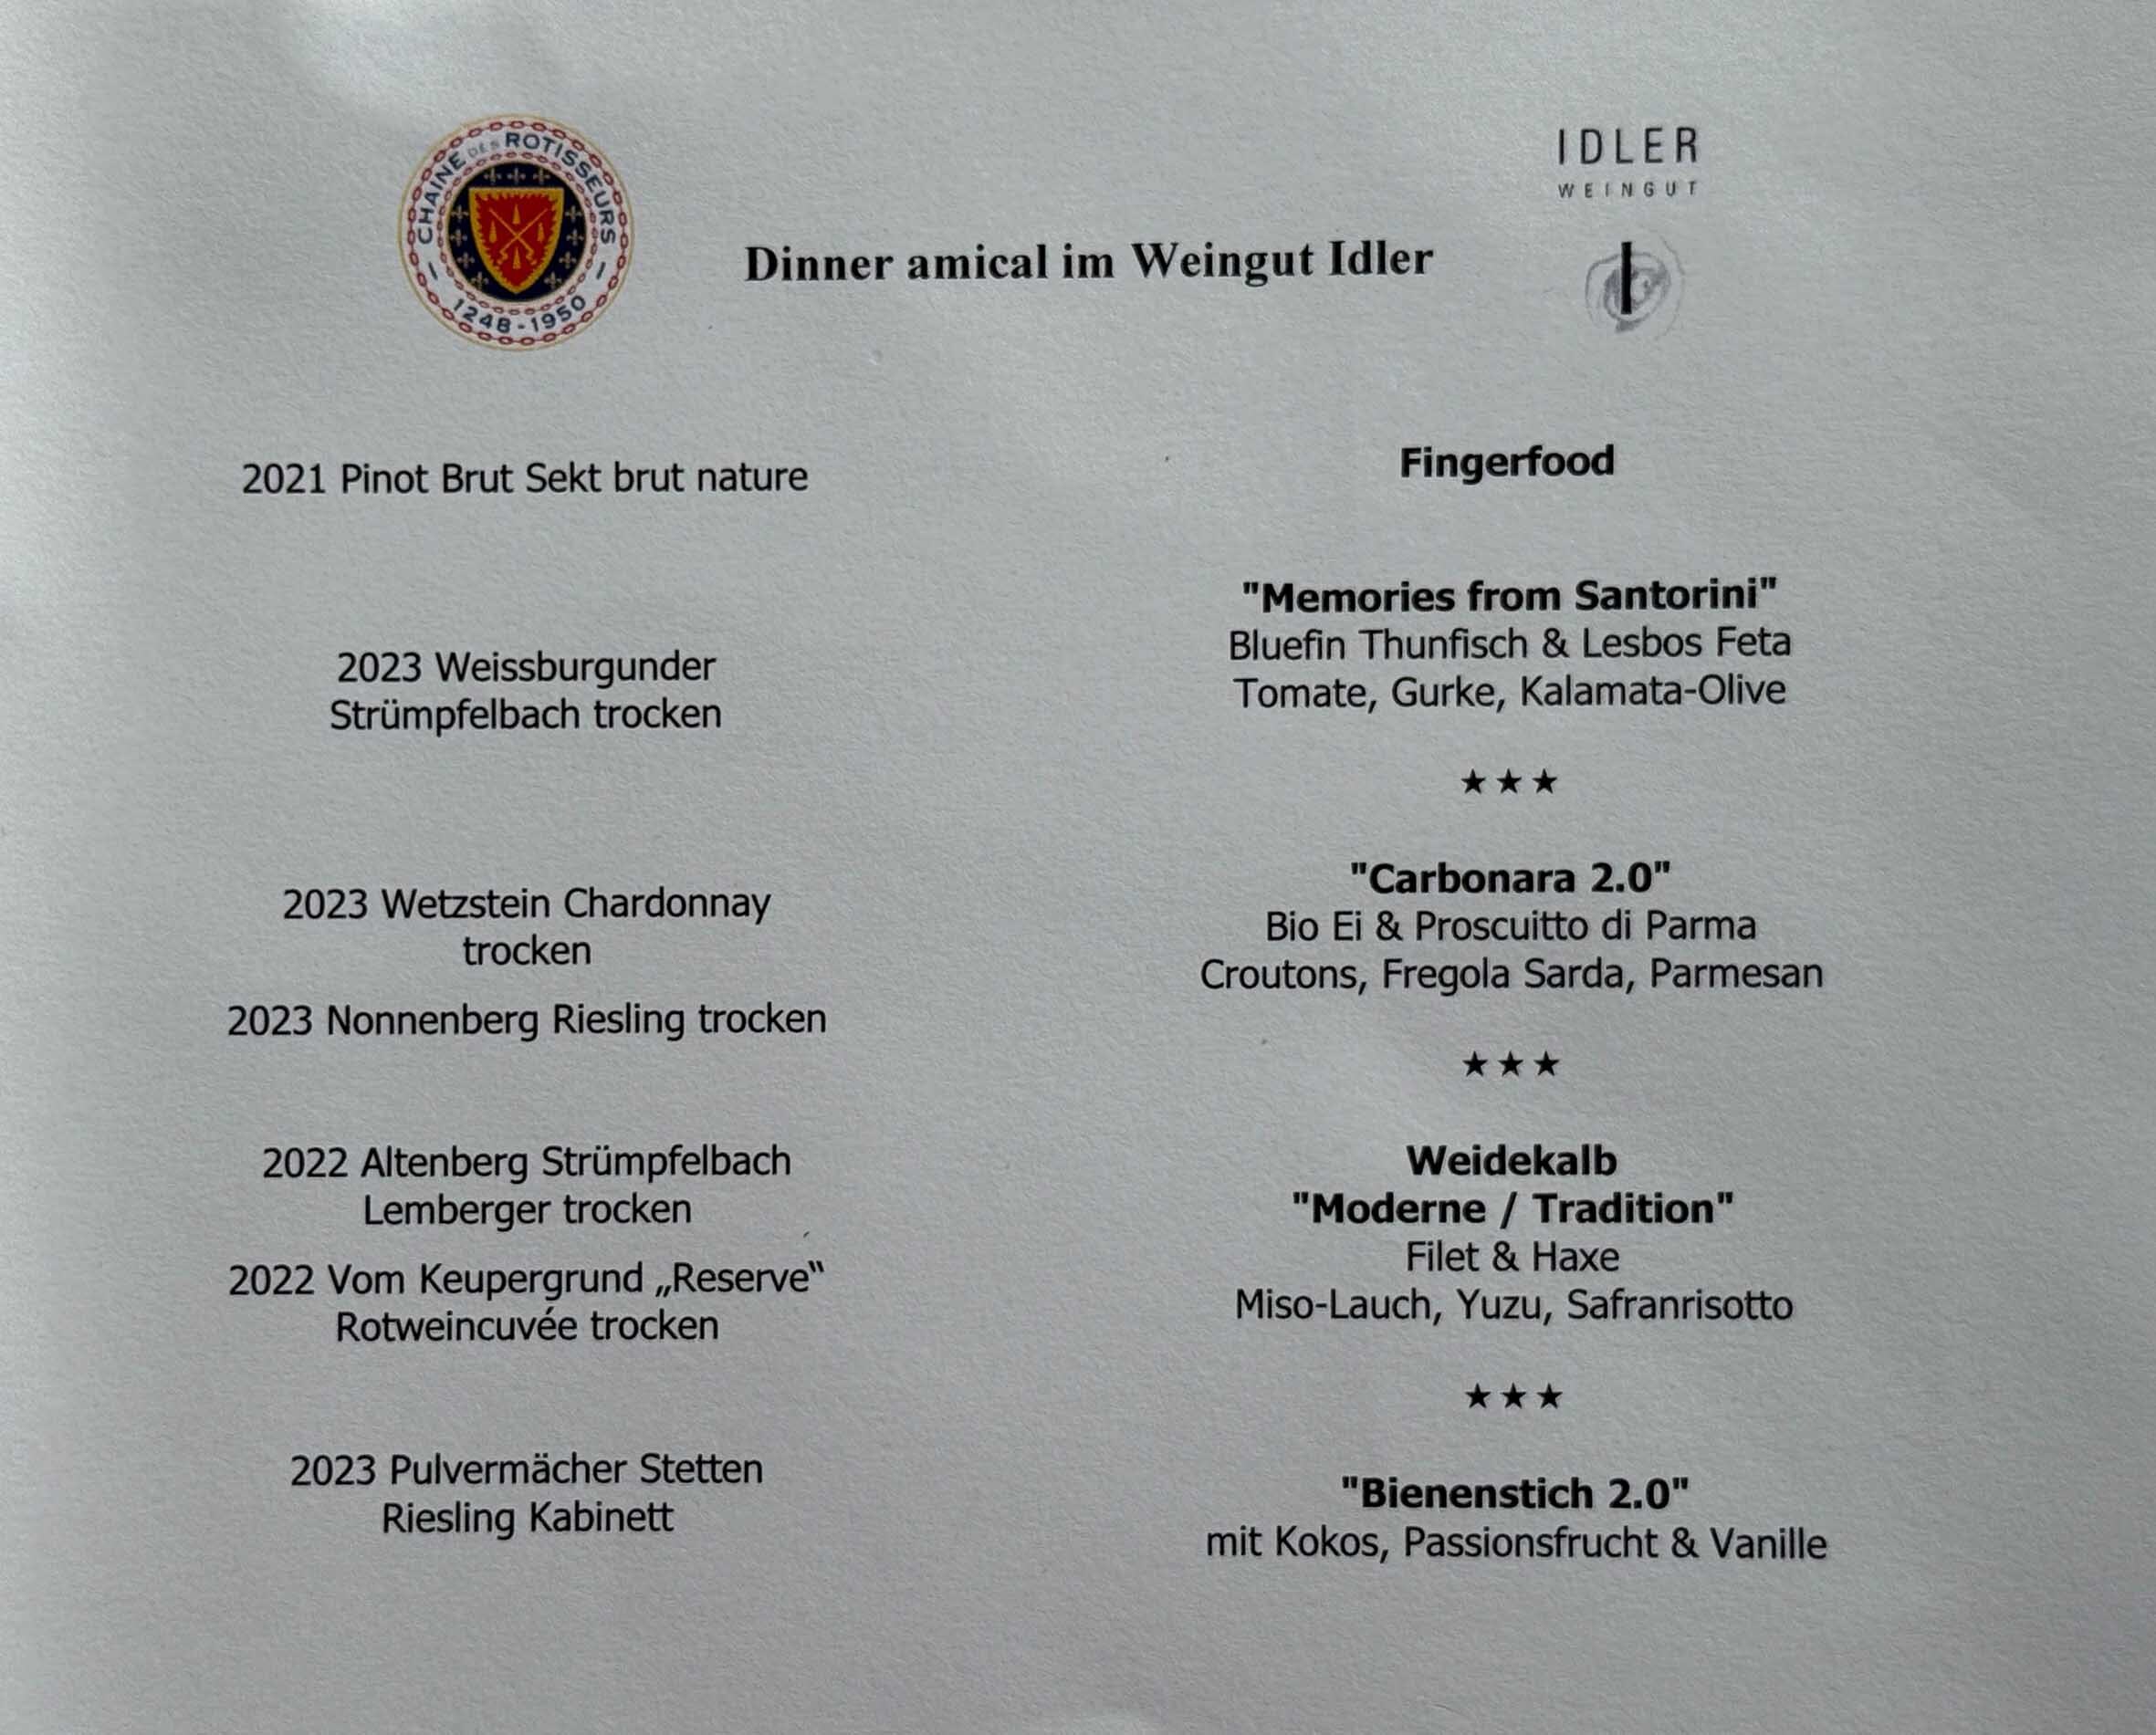 CHAINE DES ROTISSEURS
1248 - 1950
IDLER
WEINGUT
Dinner amical im Weingut Idler
2021 Pinot Brut Sekt brut nature
Fingerfood
2023 Weissburgunder
Strümpfelbach trocken
"Memories from Santorini"
Bluefin Thunfisch & Lesbos Feta
Tomate, Gurke, Kalamata-Olive
★★★
2023 Wetzstein Chardonnay
trocken
2023 Nonnenberg Riesling trocken
"Carbonara 2.0"
Bio Ei & Proscuitto di Parma
Croutons, Fregola Sarda, Parmesan
★★★
2022 Altenberg Strümpfelbach
Lemberger trocken
2022 Vom Keupergrund „Reserve‟
Rotweincuvée trocken
Weidekalb
"Moderne / Tradition"
Filet & Haxe
Miso-Lauch, Yuzu, Safranrisotto
★★★
2023 Pulvermächer Stetten
Riesling Kabinett
"Bienenstich 2.0"
mit Kokos, Passionsfrucht & Vanille